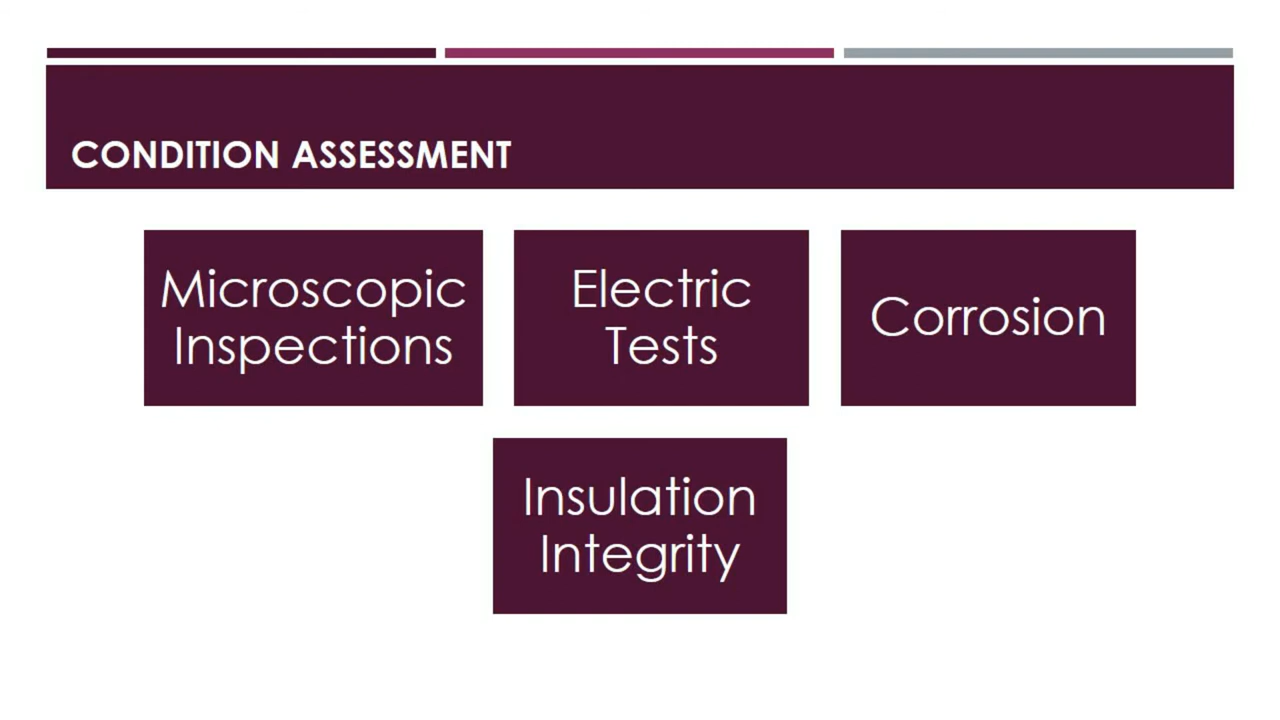 CONDITION ASSESSMENT
Microscopic
Inspections
Electric
Tests
Corrosion
Insulation
Integrity